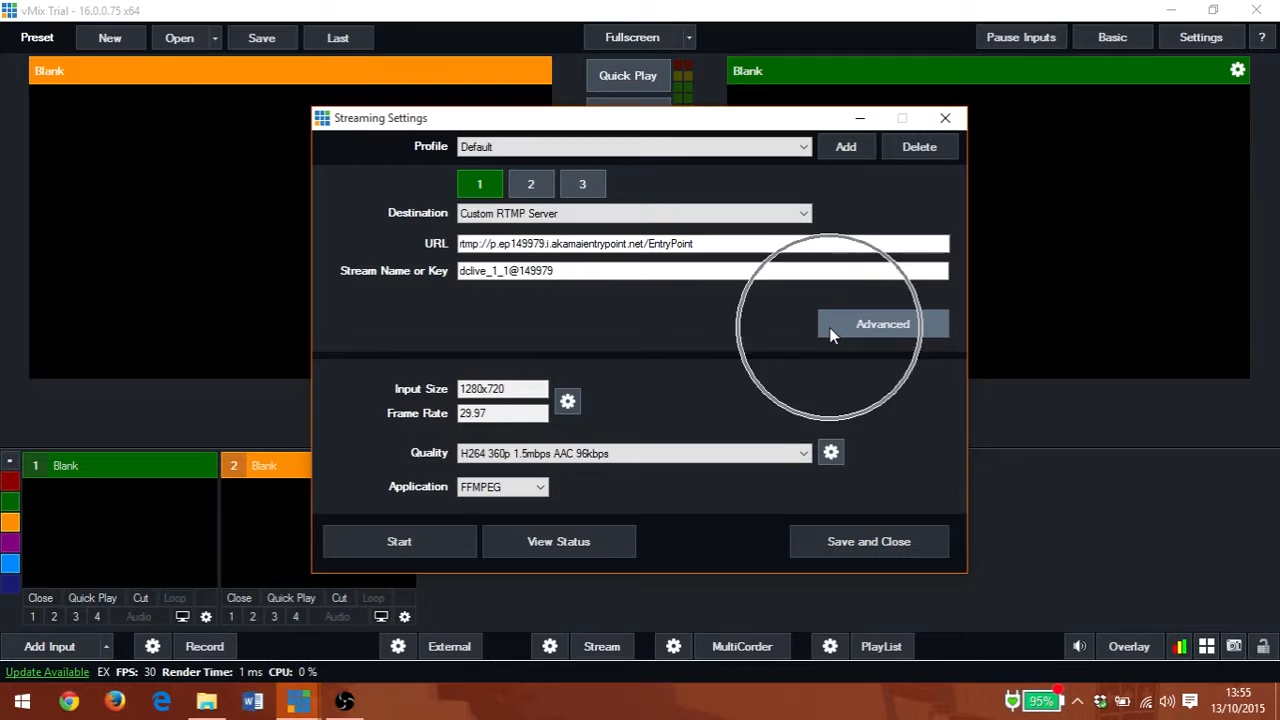 vMix Trial - 16.0.0.75 x64
Preset New Open Save Last Fullscreen Pause Inputs Basic Settings ?
Blank Quick Play Blank
Streaming Settings
Profile Default Add Delete
1 2 3
Destination Custom RTMP Server
URL rtmp://p.ep149979.i.akamaientrypoint.net/EntryPoint
Stream Name or Key dclive_1_1@149979
Advanced
Input Size 1280x720
Frame Rate 29.97
Quality H264 360p 1.5mbps AAC 96kbps
Application FFMPEG
Start View Status Save and Close
1 Blank 2 Blank
Close Quick Play Cut Loop Close Quick Play Cut Loop
1 2 3 4 Audio 1 2 3 4 Audio
Add Input Record External Stream MultiCorder PlayList Overlay
Update Available EX FPS: 30 Render Time: 1 ms CPU: 0 %
95% 13:55
13/10/2015